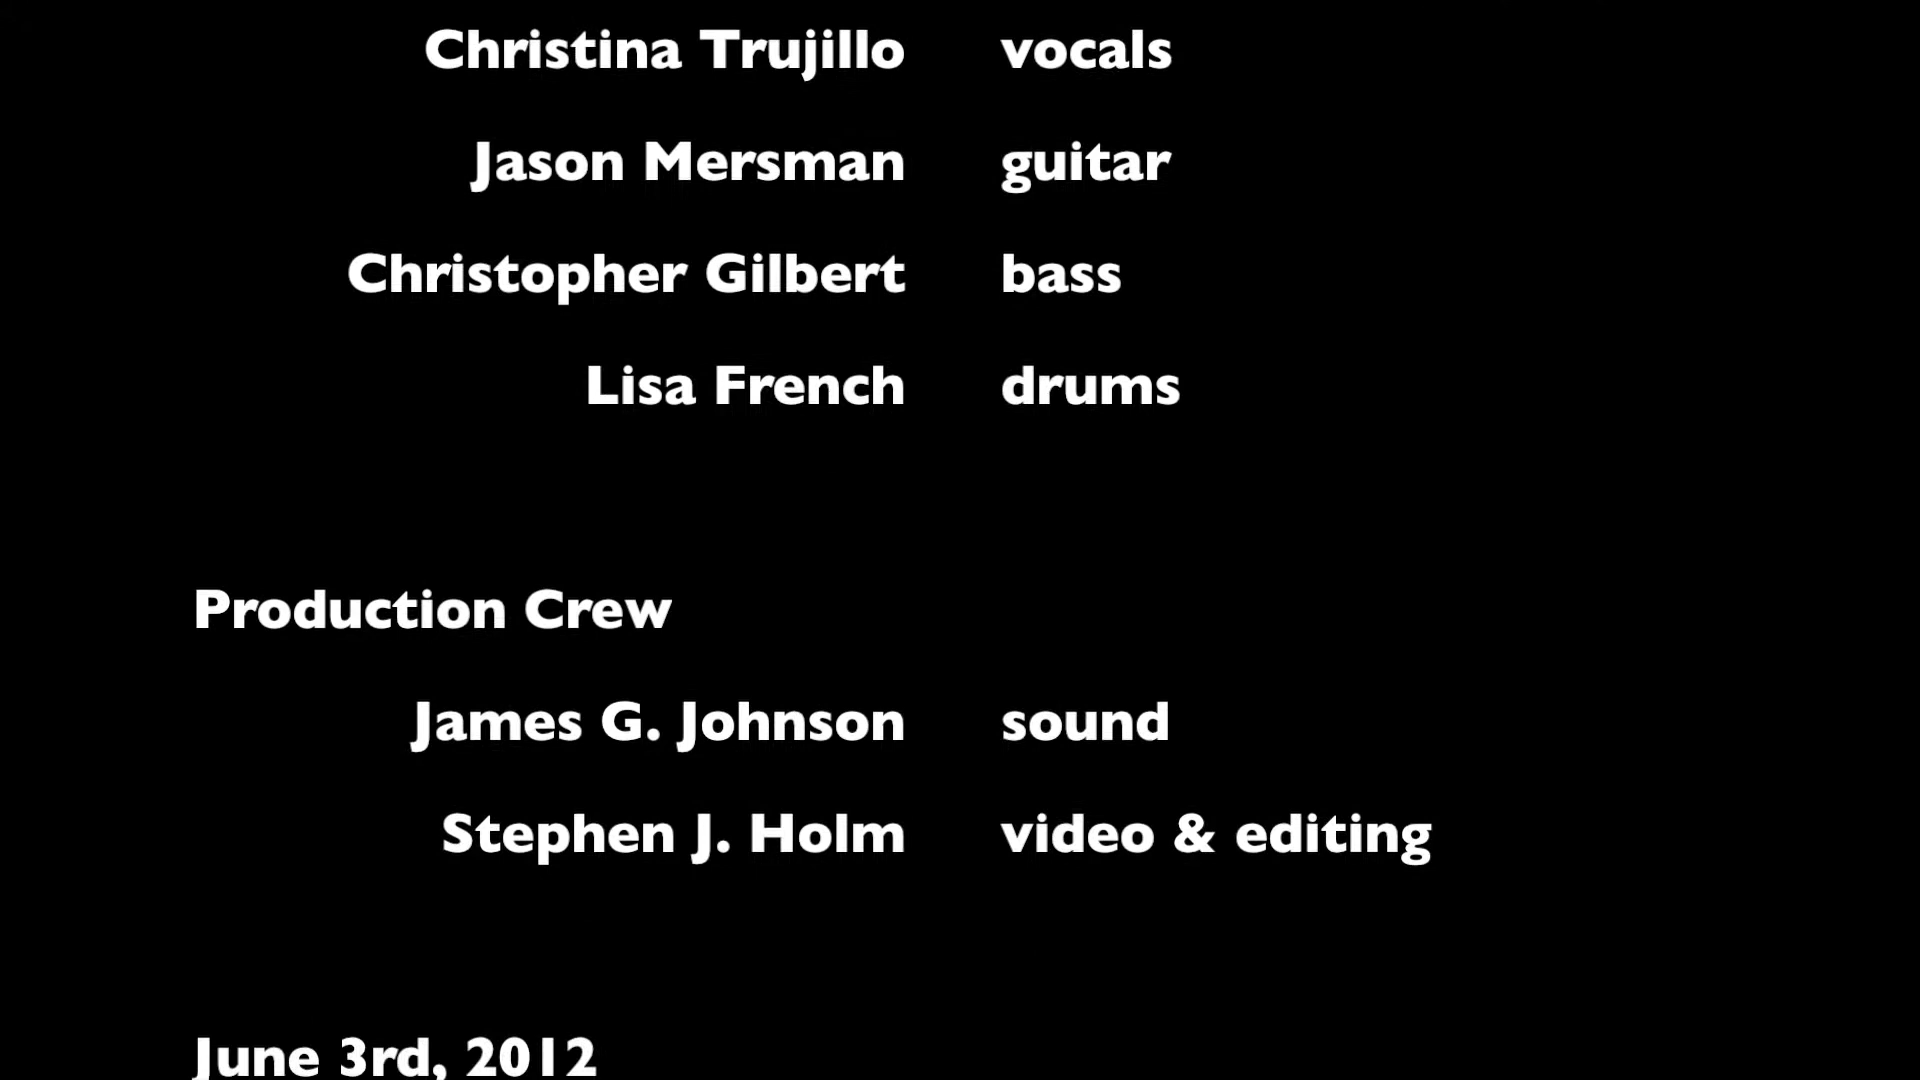 Christina Trujillo vocals
Jason Mersman guitar
Christopher Gilbert bass
Lisa French drums
Production Crew
James G. Johnson sound
Stephen J. Holm video & editing
June 3rd, 2012